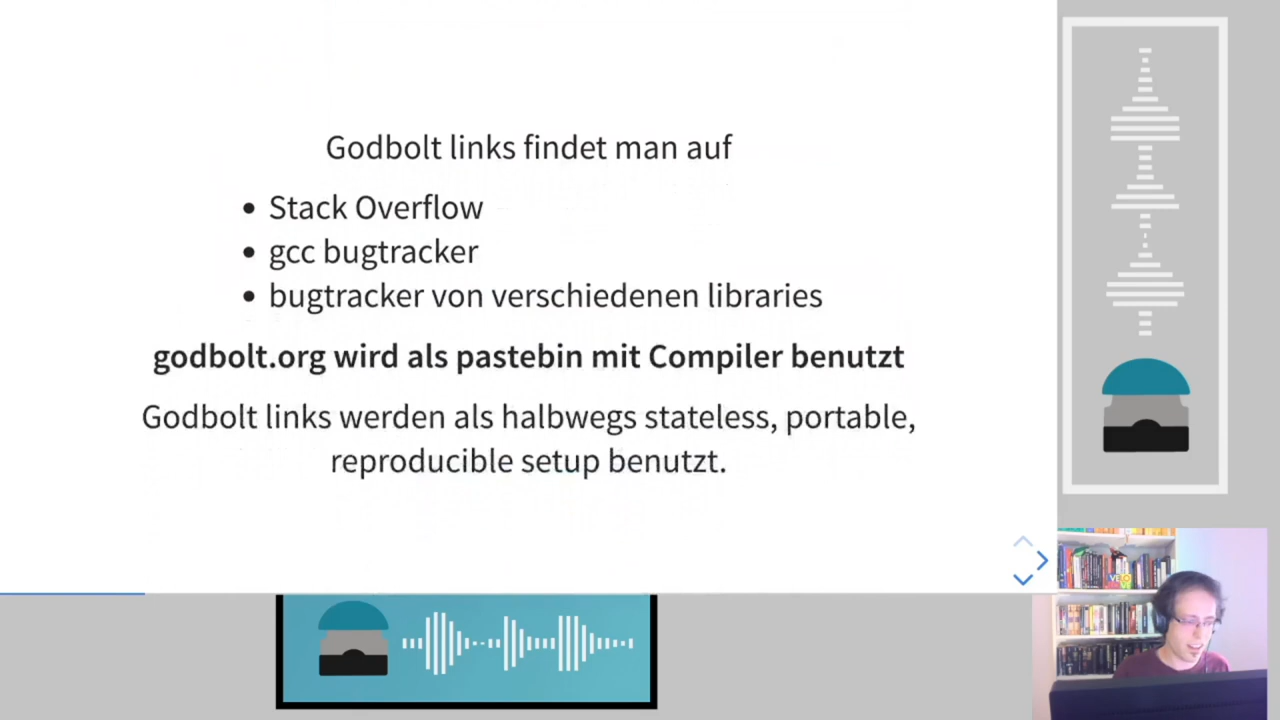 Godbolt links findet man auf
• Stack Overflow
• gcc bugtracker
• bugtracker von verschiedenen libraries
godbolt.org wird als pastebin mit Compiler benutzt
Godbolt links werden als halbwegs stateless, portable,
reproducible setup benutzt.